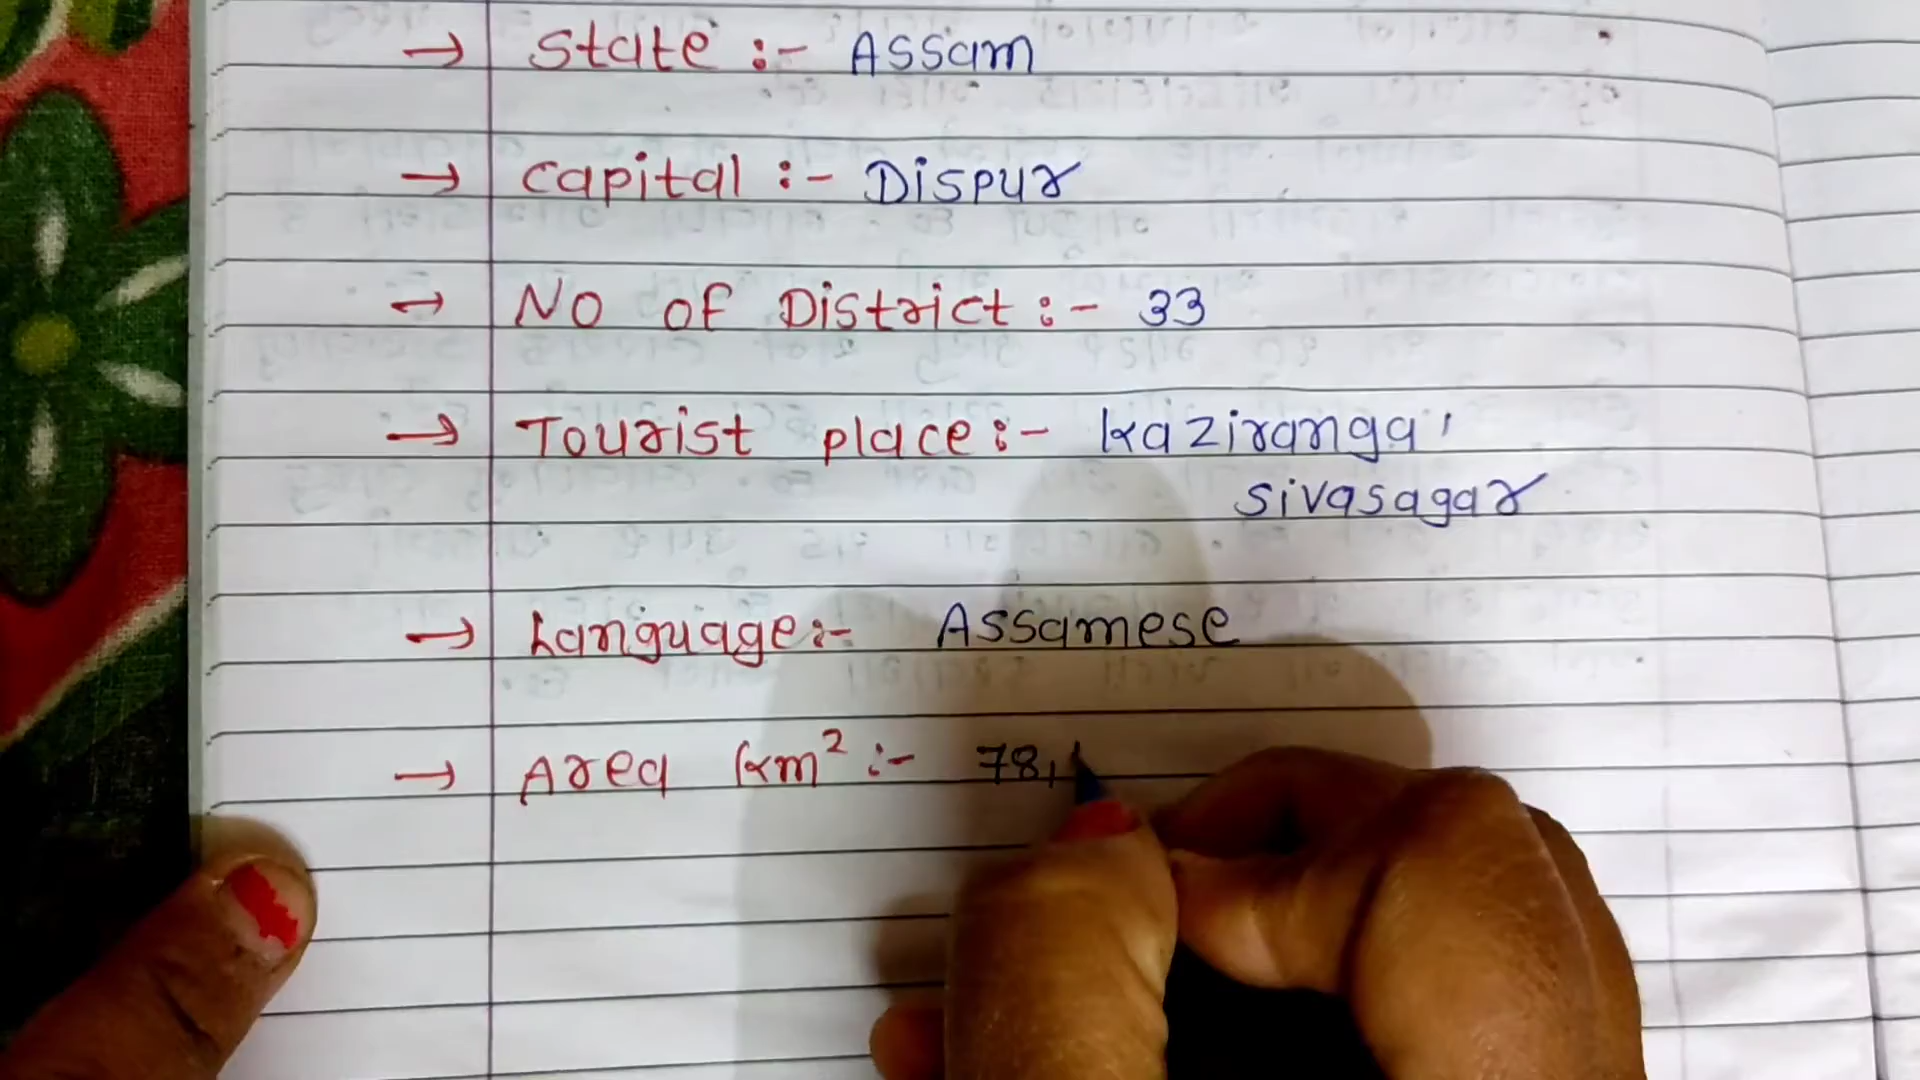 → State :- Assam
→ Capital :- Dispur
→ No of District :- 33
→ Tourist place :- Kaziranga,
Sivasagar
→ Language :- Assamese
→ Area km² :- 78,